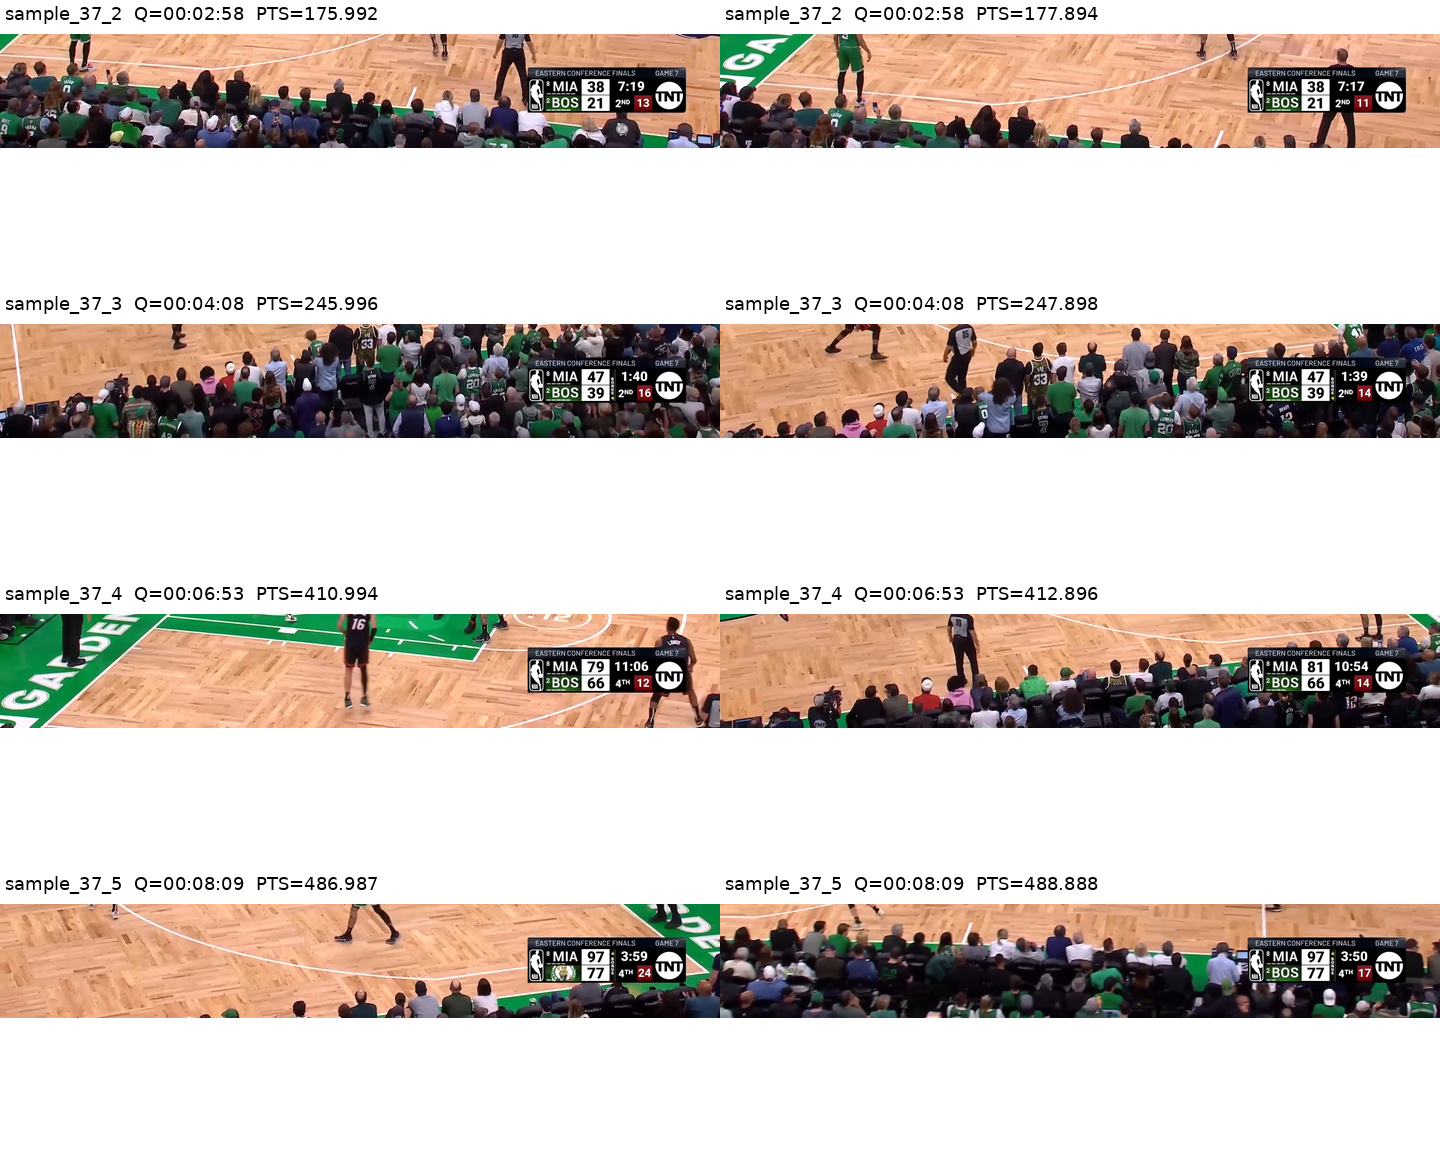 sample_37_2 Q=00:02:58 PTS=175.992
sample_37_2 Q=00:02:58 PTS=177.894
EASTERN CONFERENCE FINALS GAME 7
8 MIA 38 7:19
2 BOS 21 2ND 13
TNT
GA
EASTERN CONFERENCE FINALS GAME 7
8 MIA 38 7:17
2 BOS 21 2ND 11
TNT
sample_37_3 Q=00:04:08 PTS=245.996
sample_37_3 Q=00:04:08 PTS=247.898
33
20
EASTERN CONFERENCE FINALS GAME 7
8 MIA 47 1:40
2 BOS 39 2ND 16
TNT
33
0
7
20
EASTERN CONFERENCE FINALS GAME 7
8 MIA 47 1:39
2 BOS 39 2ND 14
TNT
sample_37_4 Q=00:06:53 PTS=410.994
sample_37_4 Q=00:06:53 PTS=412.896
GARDEN
16
EASTERN CONFERENCE FINALS GAME 7
8 MIA 79 11:06
2 BOS 66 4TH 12
TNT
EASTERN CONFERENCE FINALS GAME 7
8 MIA 81 10:54
2 BOS 66 4TH 14
TNT
sample_37_5 Q=00:08:09 PTS=486.987
sample_37_5 Q=00:08:09 PTS=488.888
EASTERN CONFERENCE FINALS GAME 7
8 MIA 97 3:59
2 77 4TH 24
TNT
EASTERN CONFERENCE FINALS GAME 7
8 MIA 97 3:50
2 BOS 77 4TH 17
TNT